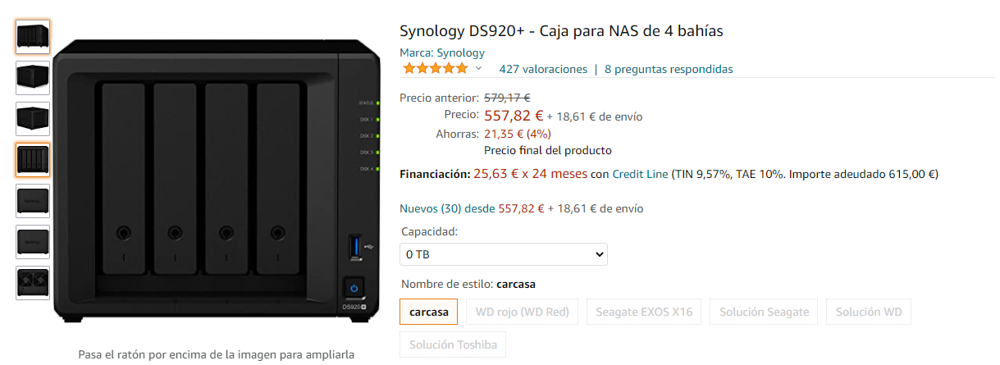 Synology DS920+ - Caja para NAS de 4 bahías
Marca: Synology
427 valoraciones | 8 preguntas respondidas
Precio anterior: 579,17 €
Precio: 557,82 € + 18,61 € de envío
Ahorras: 21,35 € (4%)
Precio final del producto
Financiación: 25,63 € x 24 meses con Credit Line (TIN 9,57%, TAE 10%. Importe adeudado 615,00 €)
Nuevos (30) desde 557,82 € + 18,61 € de envío
Capacidad:
0 TB
Nombre de estilo: carcasa
carcasa WD rojo (WD Red) Seagate EXOS X16 Solución Seagate Solución WD
Solución Toshiba
STATUS
DISK 1
DISK 2
DISK 3
DISK 4
DS920+
Pasa el ratón por encima de la imagen para ampliarla